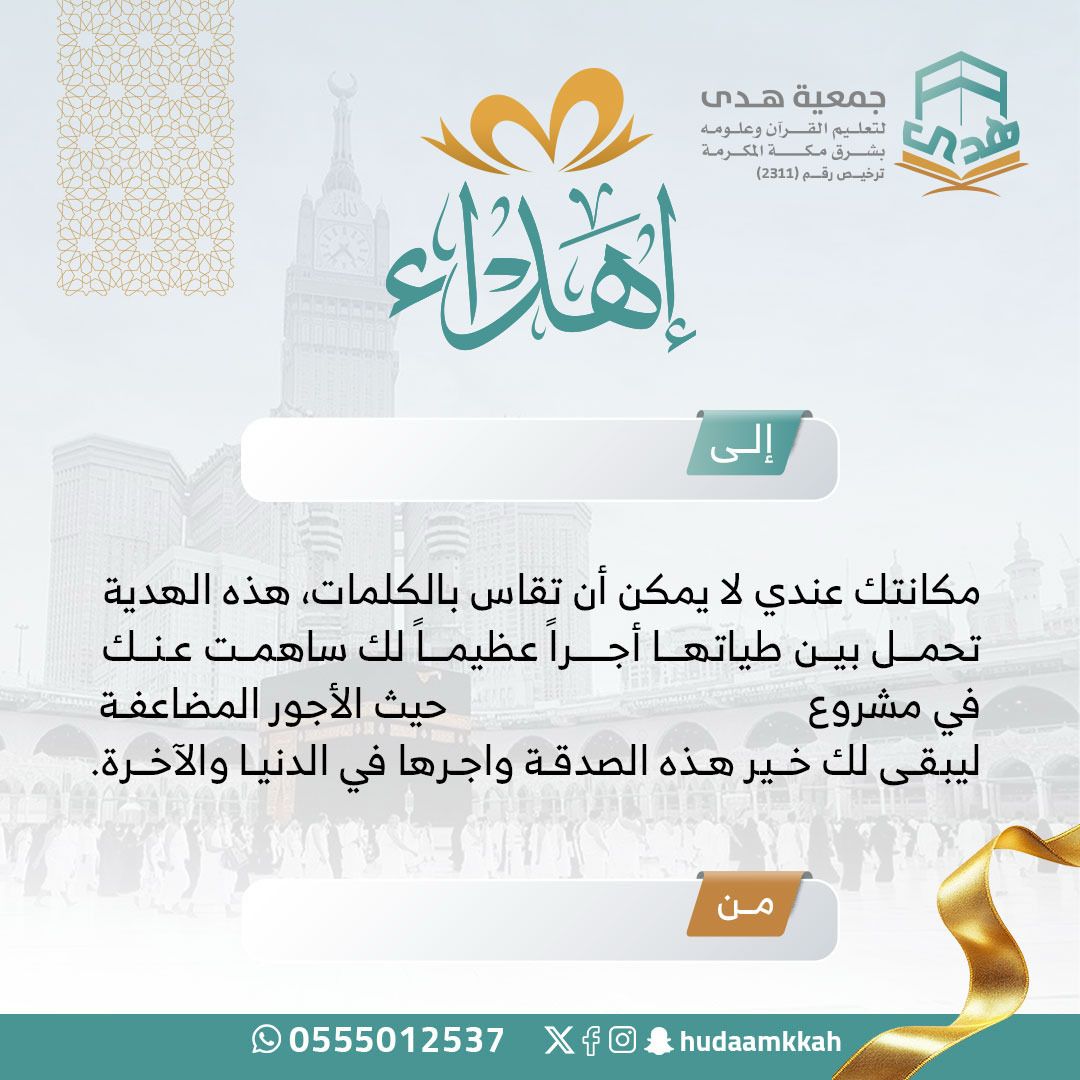 جمعية هدى
لتعليم القرآن وعلومه
بشرق مكة المكرمة
ترخيص رقم (2311)
هدى
إهداء
إلى
مكانتك عندي لا يمكن أن تقاس بالكلمات، هذه الهدية
تحمل بين طياتها أجراً عظيماً لك ساهمت عنك
في مشروع حيث الأجور المضاعفة
ليبقى لك خير هذه الصدقة واجرها في الدنيا والآخرة.
من
0555012537 hudaamkkah